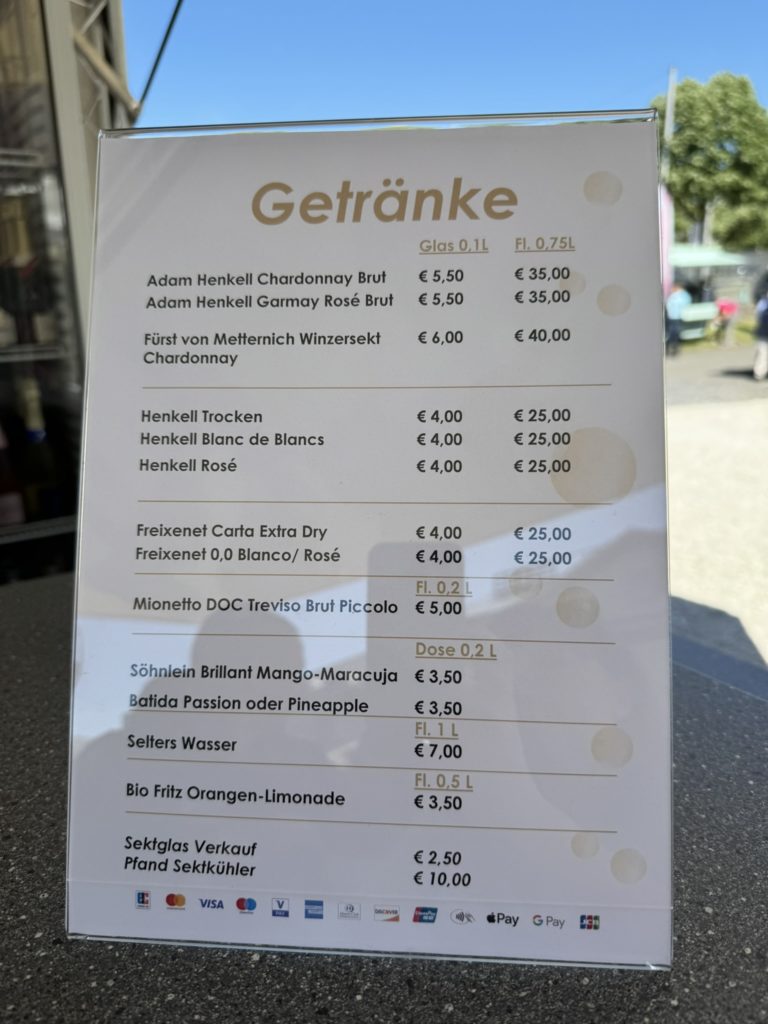 Getränke
Glas 0,1L Fl. 0,75L
Adam Henkell Chardonnay Brut € 5,50 € 35,00
Adam Henkell Garmay Rosé Brut € 5,50 € 35,00
Fürst von Metternich Winzersekt € 6,00 € 40,00
Chardonnay
Henkell Trocken € 4,00 € 25,00
Henkell Blanc de Blancs € 4,00 € 25,00
Henkell Rosé € 4,00 € 25,00
Freixenet Carta Extra Dry € 4,00 € 25,00
Freixenet 0,0 Blanco/ Rosé € 4,00 € 25,00
Fl. 0,2 L
Mionetto DOC Treviso Brut Piccolo € 5,00
Dose 0,2 L
Söhnlein Brillant Mango-Maracuja € 3,50
Batida Passion oder Pineapple € 3,50
Fl. 1 L
Selters Wasser € 7,00
Fl. 0,5 L
Bio Fritz Orangen-Limonade € 3,50
Sektglas Verkauf € 2,50
Pfand Sektkühler € 10,00
VISA DISCOVER Pay G Pay JCB